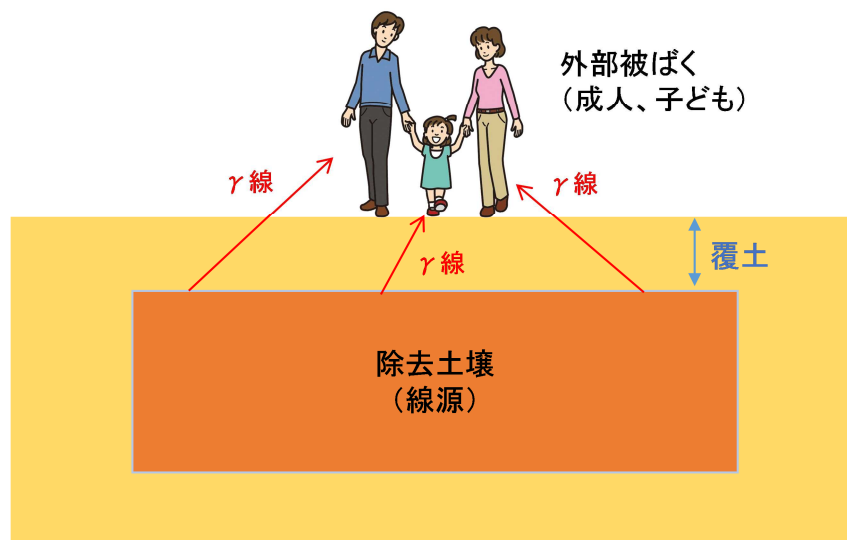 外部被ばく
（成人、子ども）
γ線
γ線
γ線
覆土
除去土壌
（線源）